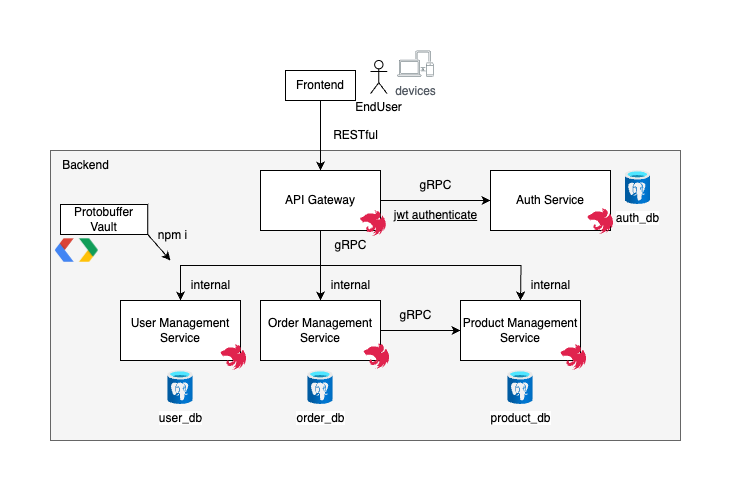 Frontend
devices
EndUser
RESTful
Backend
API Gateway
gRPC
jwt authenticate
Auth Service
auth_db
Protobuffer
Vault
npm i
gRPC
internal
internal
internal
User Management
Service
Order Management
Service
gRPC
Product Management
Service
user_db
order_db
product_db